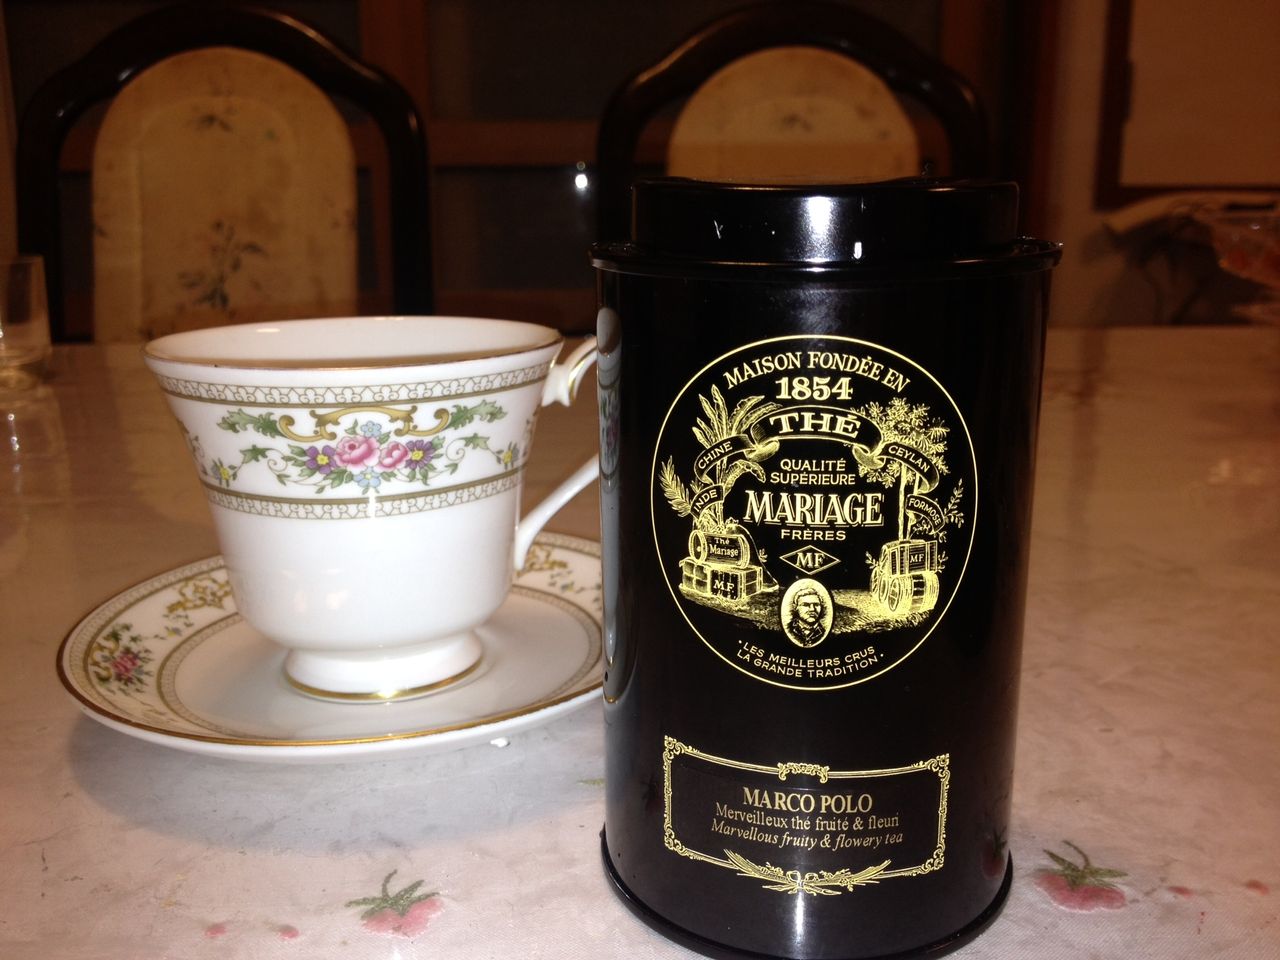 MAISON FONDÉE EN
1854
THÉ
CHINE
CEYLAN
INDE
FORMOSE
QUALITÉ
SUPÉRIEURE
MARIAGE
FRÈRES
MF
Thé
Mariage
M.F
MF
•LES MEILLEURS CRUS
LA GRANDE TRADITION•
MARCO POLO
Merveilleux thé fruité & fleuri
Marvellous fruity & flowery tea